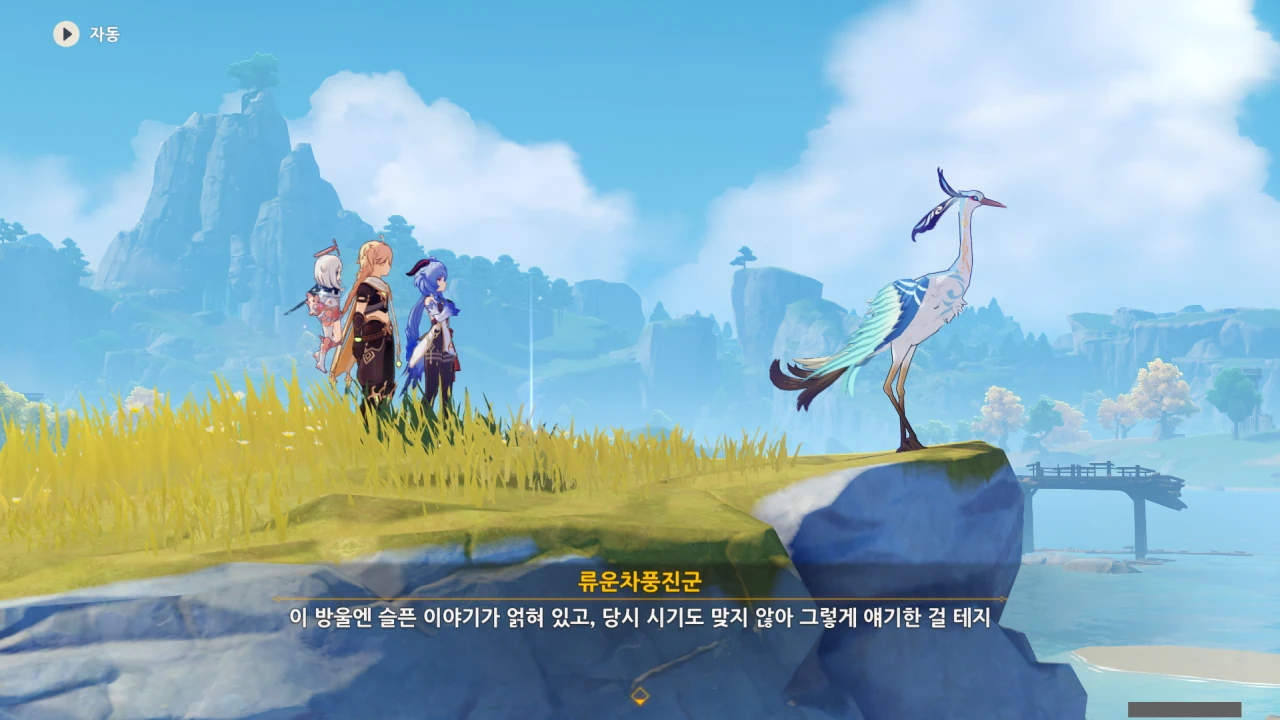 자동
류운차풍진군
이 방울엔 슬픈 이야기가 얽혀 있고, 당시 시기도 맞지 않아 그렇게 얘기한 걸 테지